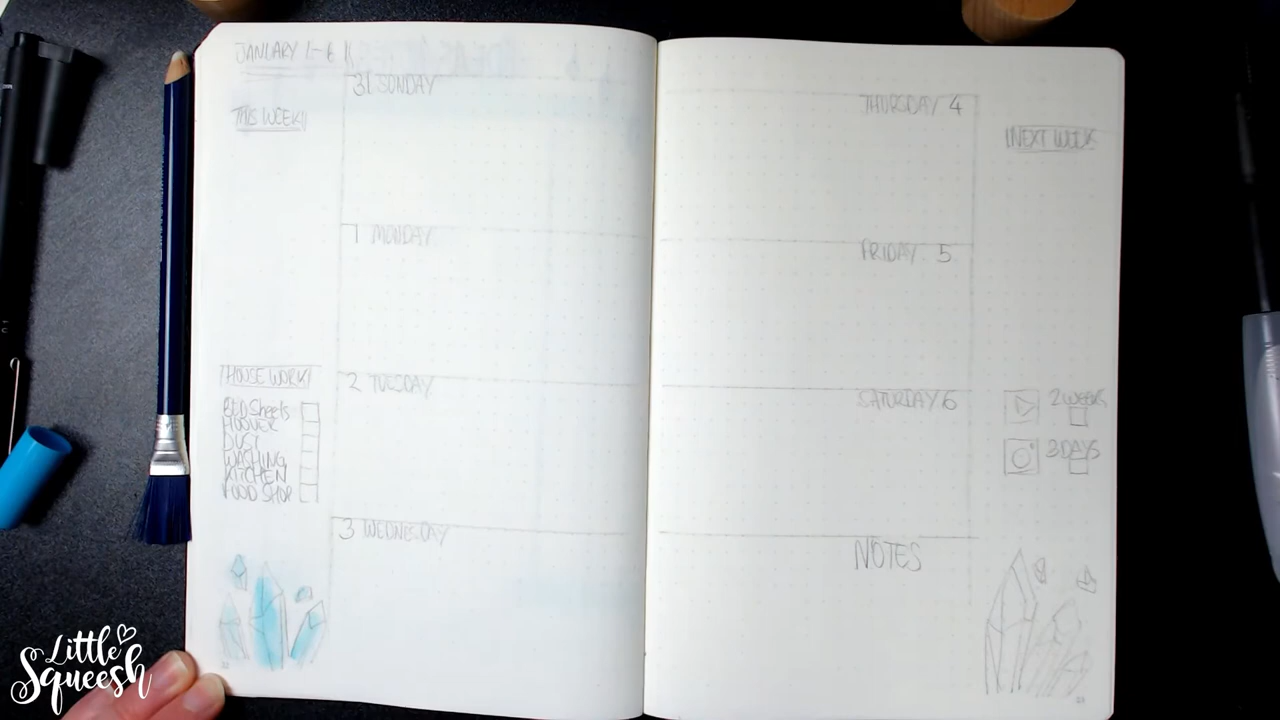 JANUARY 1-6
THIS WEEK!
31 SUNDAY
1 MONDAY
2 TUESDAY
3 WEDNESDAY
HOUSE WORK!
BED Sheets
HOOVER
DUST
WASHING
KITCHEN
FOOD SHOP
THURSDAY 4
FRIDAY 5
SATURDAY 6
NOTES
NEXT WEEK
2 WEEKS
3 DAYS
Little
Squeesh